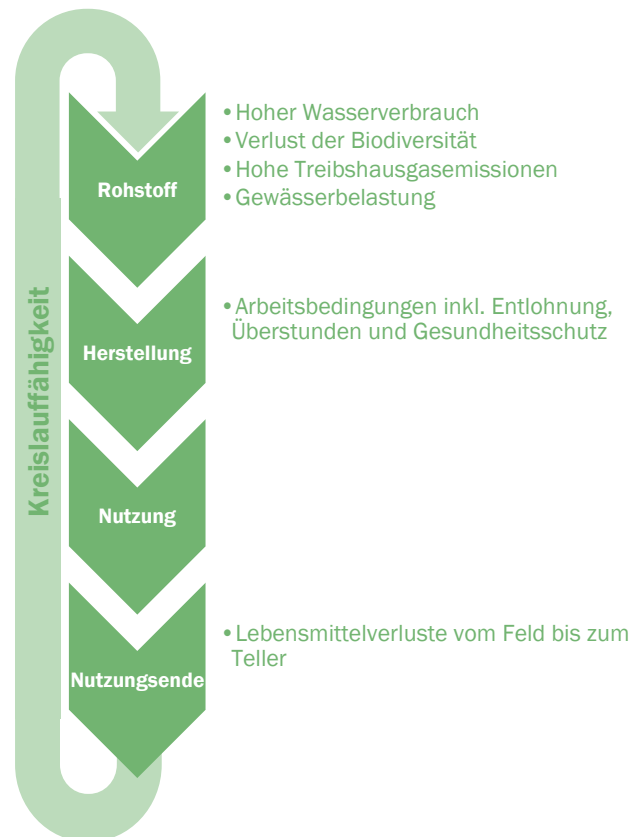 Kreislauffähigkeit
Rohstoff
• Hoher Wasserverbrauch
• Verlust der Biodiversität
• Hohe Treibshausgasemissionen
• Gewässerbelastung
Herstellung
• Arbeitsbedingungen inkl. Entlohnung,
Überstunden und Gesundheitsschutz
Nutzung
Nutzungsende
• Lebensmittelverluste vom Feld bis zum
Teller